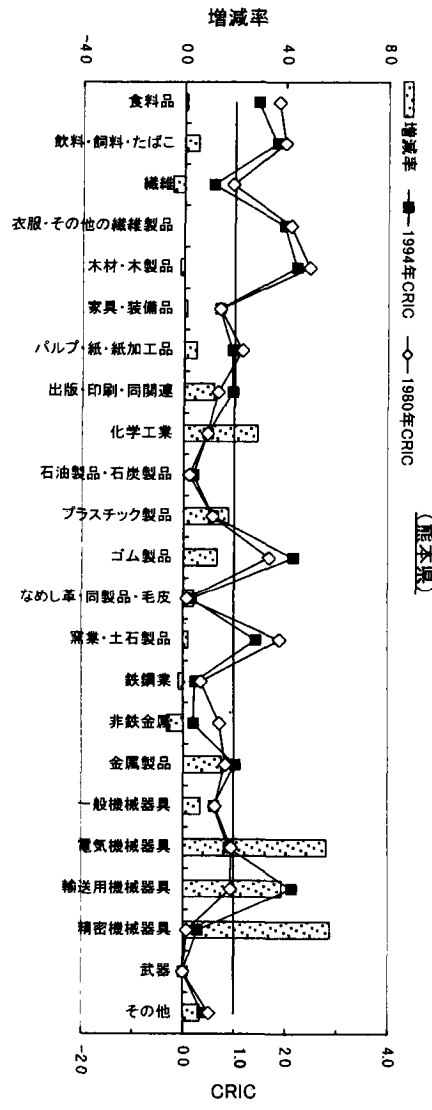 増減率
-4.0 0.0 4.0 8.0
増減率 1994年CRIC 1980年CRIC
(熊本県)
食料品
飲料・飼料・たばこ
繊維
衣服・その他の繊維製品
木材・木製品
家具・装備品
パルプ・紙・紙加工品
出版・印刷・同関連
化学工業
石油製品・石炭製品
プラスチック製品
ゴム製品
なめし革・同製品・毛皮
窯業・土石製品
鉄鋼業
非鉄金属
金属製品
一般機械器具
電気機械器具
輸送用機械器具
精密機械器具
武器
その他
-2.0 0.0 1.0 2.0 4.0
CRIC